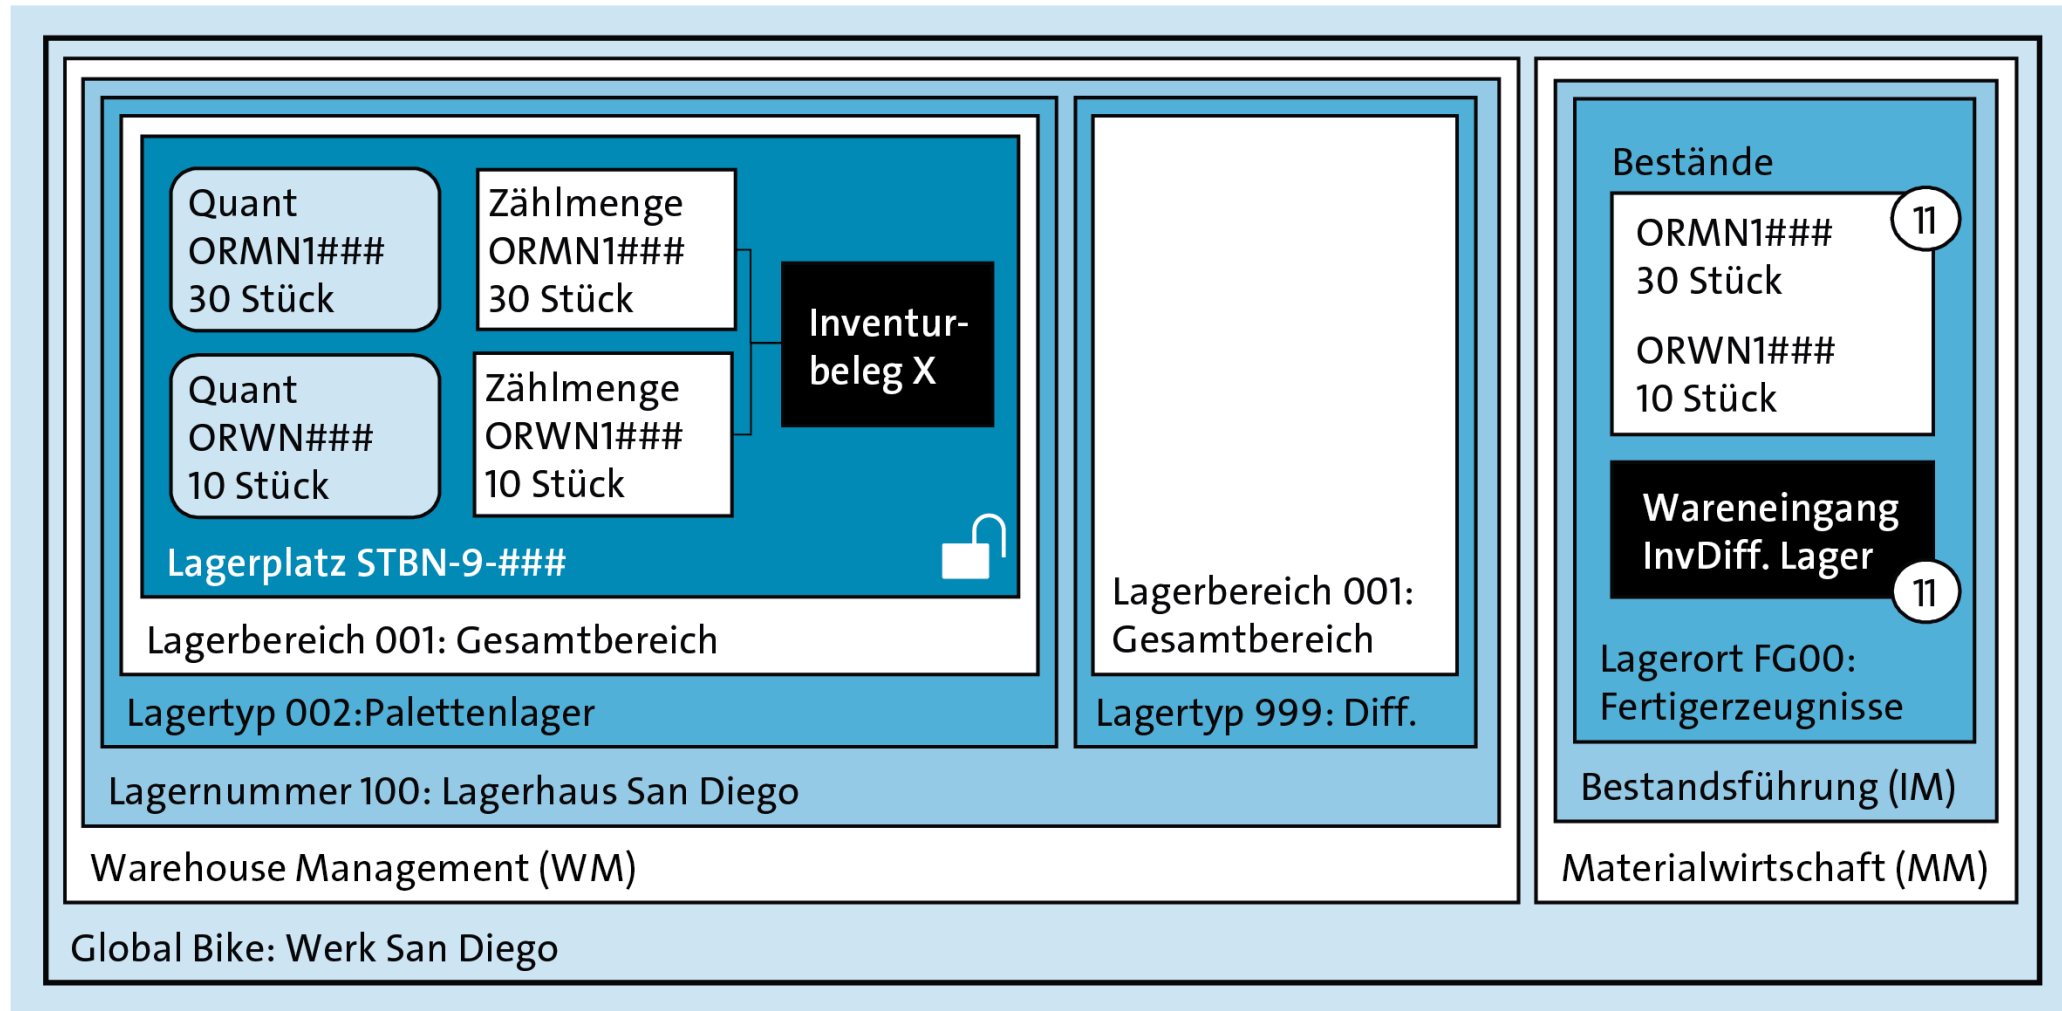 Quant
ORMN1###
30 Stück
Zählmenge
ORMN1###
30 Stück
Quant
ORWN###
10 Stück
Zählmenge
ORWN1###
10 Stück
Inventur-
beleg X
Lagerplatz STBN-9-###
Lagerbereich 001: Gesamtbereich
Lagertyp 002:Palettenlager
Lagerbereich 001:
Gesamtbereich
Lagertyp 999: Diff.
Lagernummer 100: Lagerhaus San Diego
Warehouse Management (WM)
Bestände
11
ORMN1###
30 Stück
ORWN1###
10 Stück
Wareneingang
InvDiff. Lager
11
Lagerort FG00:
Fertigerzeugnisse
Bestandsführung (IM)
Materialwirtschaft (MM)
Global Bike: Werk San Diego